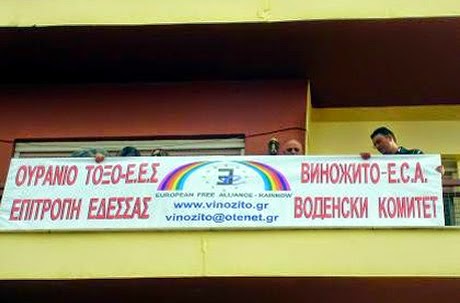 ΟΥΡΑΝΙΟ ΤΟΞΟ-Ε.Ε.Σ
ΕΠΙΤΡΟΠΗ ΕΔΕΣΣΑΣ
EUROPEAN FREE ALLIANCE - RAINBOW
www.vinozito.gr
vinozito@otenet.gr
ВИНОЖИТО-Е.С.А.
ВОДЕНСКИ КОМИТЕТ